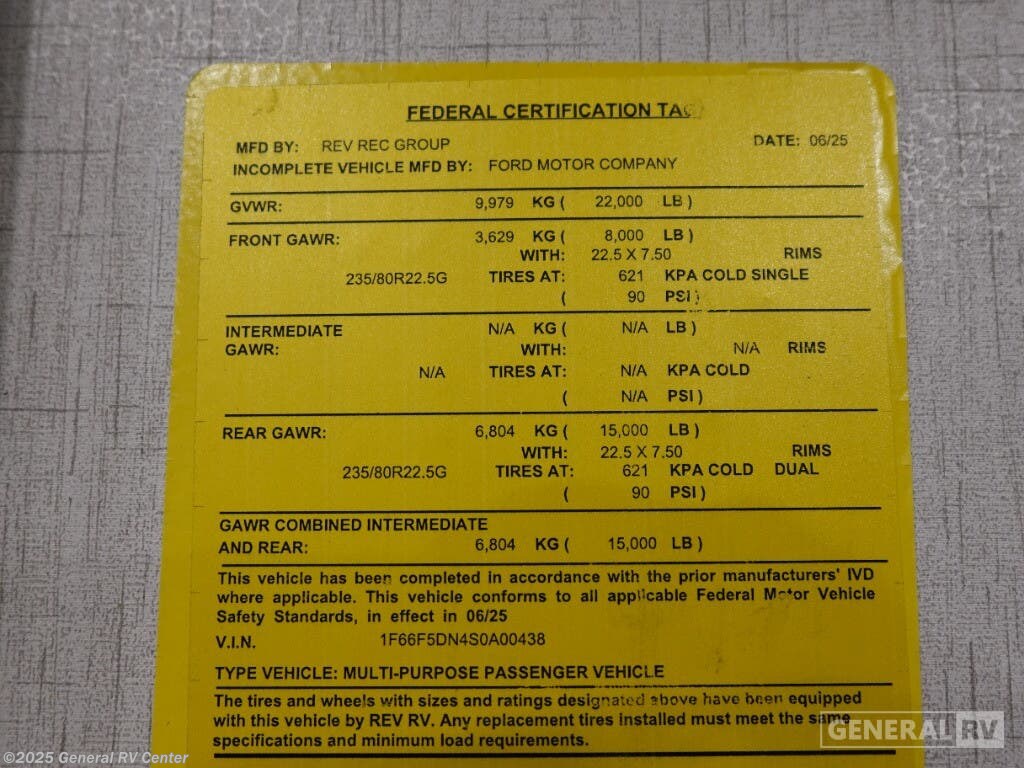 FEDERAL CERTIFICATION TAG
MFD BY: REV REC GROUP DATE: 06/25
INCOMPLETE VEHICLE MFD BY: FORD MOTOR COMPANY
GVWR: 9,979 KG ( 22,000 LB )
FRONT GAWR: 3,629 KG ( 8,000 LB )
WITH: 22.5 X 7.50 RIMS
235/80R22.5G TIRES AT: 621 KPA COLD SINGLE
( 90 PSI )
INTERMEDIATE N/A KG ( N/A LB )
GAWR: WITH: N/A RIMS
N/A TIRES AT: N/A KPA COLD
( N/A PSI )
REAR GAWR: 6,804 KG ( 15,000 LB )
WITH: 22.5 X 7.50 RIMS
235/80R22.5G TIRES AT: 621 KPA COLD DUAL
( 90 PSI )
GAWR COMBINED INTERMEDIATE
AND REAR: 6,804 KG ( 15,000 LB )
This vehicle has been completed in accordance with the prior manufacturers' IVD
where applicable. This vehicle conforms to all applicable Federal Motor Vehicle
Safety Standards, in effect in 06/25
V.I.N. 1F66F5DN4S0A00438
TYPE VEHICLE: MULTI-PURPOSE PASSENGER VEHICLE
The tires and wheels with sizes and ratings designated above have been equipped
with this vehicle by REV RV. Any replacement tires installed must meet the same
specifications and minimum load requirements.
GENERAL RV
©2025 General RV Center